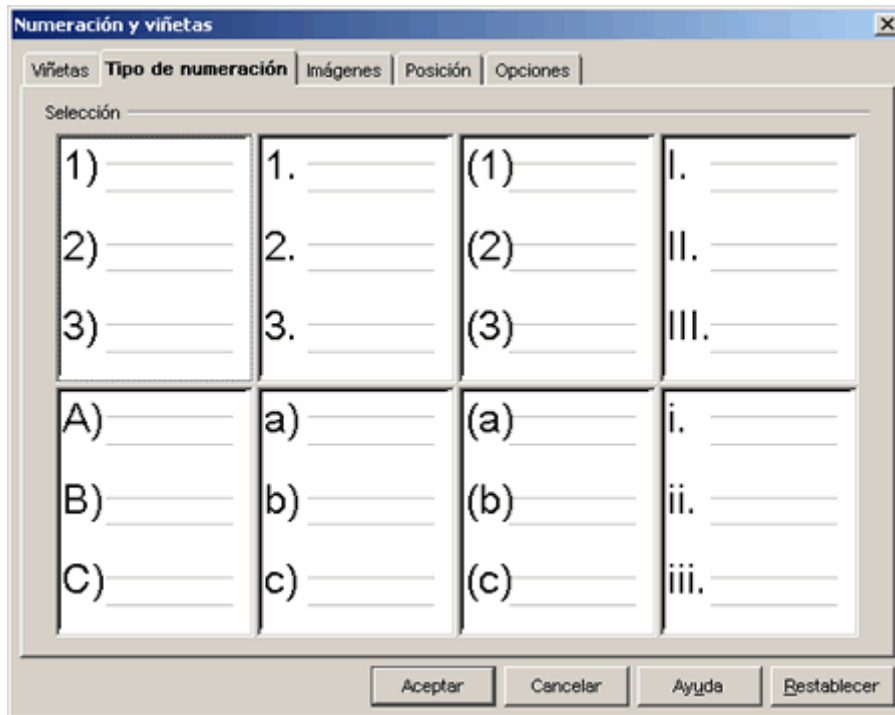 Numeración y viñetas
Viñetas Tipo de numeración Imágenes Posición Opciones
Selección
1) 1. (1) I.
2) 2. (2) II.
3) 3. (3) III.
A) a) (a) i.
B) b) (b) ii.
C) c) (c) iii.
Aceptar Cancelar Ayuda Restablecer